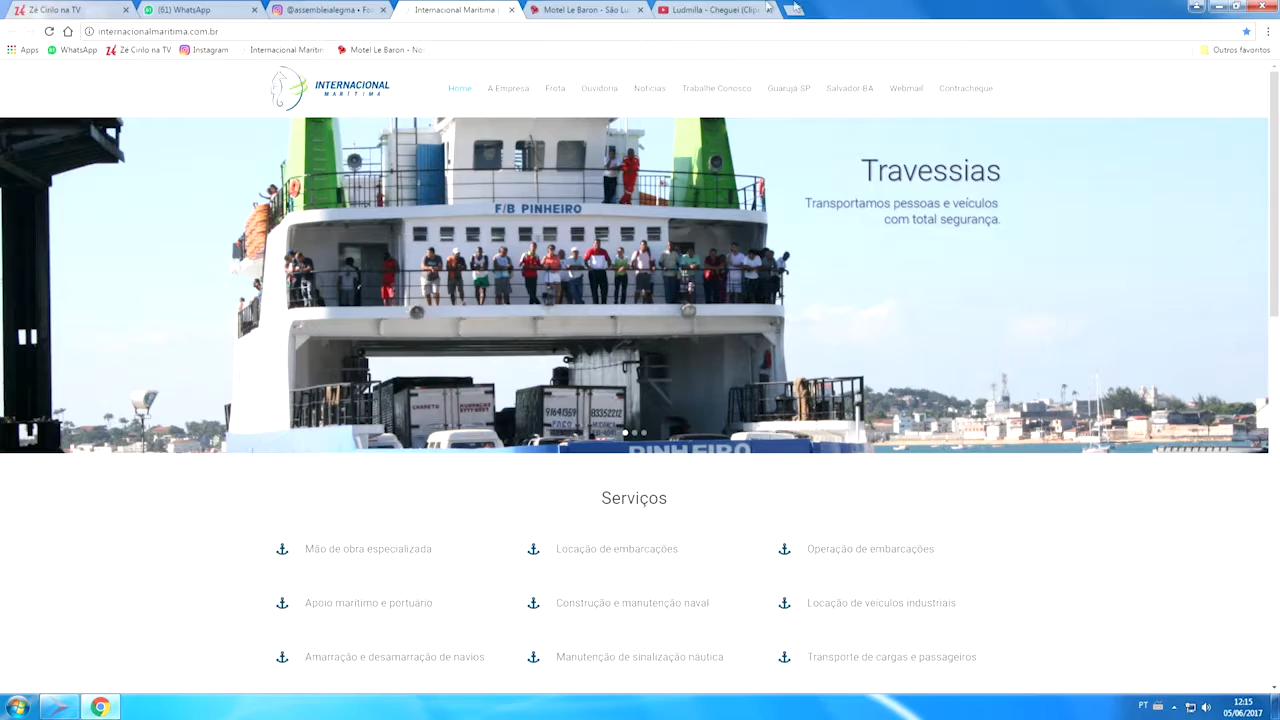 Zé Cirilo na TV
(61) WhatsApp
@assembleialegma • Fo
Internacional Marítima |
Motel Le Baron - São Lu
Ludmilla - Cheguei (Clip
internacionalmaritima.com.br
Apps
WhatsApp
Zé Cirilo na TV
Instagram
Internacional Marítim
Motel Le Baron - No
Outros favoritos
INTERNACIONAL
MARÍTIMA
Home
A Empresa
Frota
Ouvidoria
Notícias
Trabalhe Conosco
Guarujá SP
Salvador-BA
Webmail
Contracheque
Travessias
Transportamos pessoas e veículos
com total segurança.
F/B PINHEIRO
91641359
83352212
PINHEIRO
Serviços
Mão de obra especializada
Locação de embarcações
Operação de embarcações
Apoio marítimo e portuário
Construção e manutenção naval
Locação de veículos industriais
Amarração e desamarração de navios
Manutenção de sinalização náutica
Transporte de cargas e passageiros
PT
12:15
05/06/2017